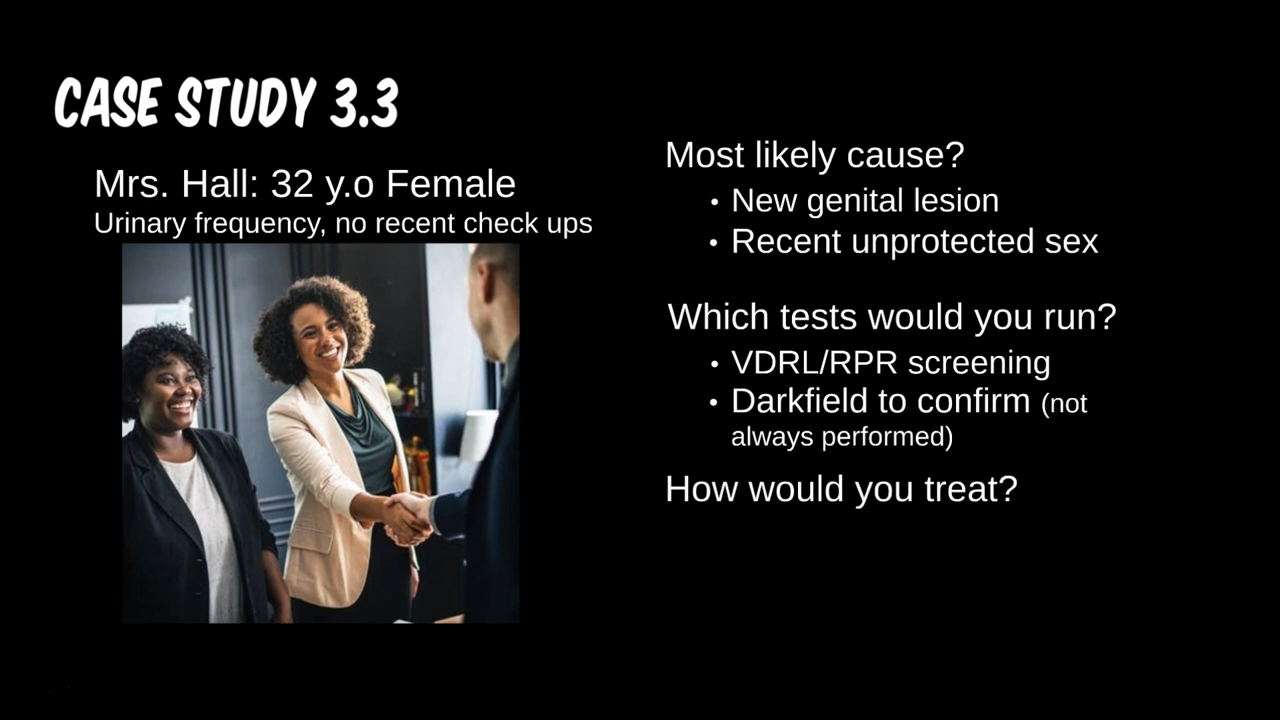 CASE STUDY 3.3
Mrs. Hall: 32 y.o Female
Urinary frequency, no recent check ups
Most likely cause?
• New genital lesion
• Recent unprotected sex
Which tests would you run?
• VDRL/RPR screening
• Darkfield to confirm (not
always performed)
How would you treat?